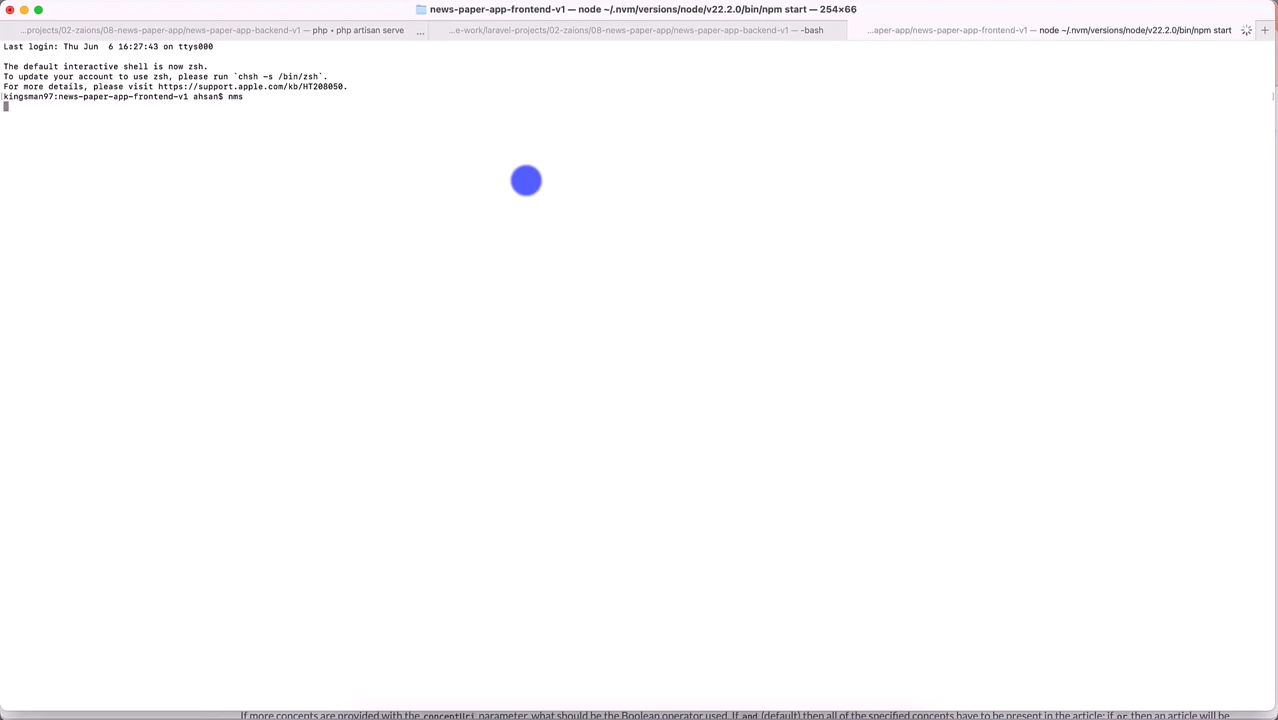 news-paper-app-frontend-v1 — node ~/.nvm/versions/node/v22.2.0/bin/npm start — 254×66
...projects/02-zaions/08-news-paper-app/news-paper-app-backend-v1 — php • php artisan serve ...
...e-work/laravel-projects/02-zaions/08-news-paper-app/news-paper-app-backend-v1 — -bash
...aper-app/news-paper-app-frontend-v1 — node ~/.nvm/versions/node/v22.2.0/bin/npm start
Last login: Thu Jun  6 16:27:43 on ttys000
The default interactive shell is now zsh.
To update your account to use zsh, please run `chsh -s /bin/zsh`.
For more details, please visit https://support.apple.com/kb/HT208050.
[kingsman97:news-paper-app-frontend-v1 ahsan$ nms ]
If more concepts are provided with the conceptUri parameter, what should be the Boolean operator used. If and (default) then all of the specified concepts have to be present in the article; if or then an article will be